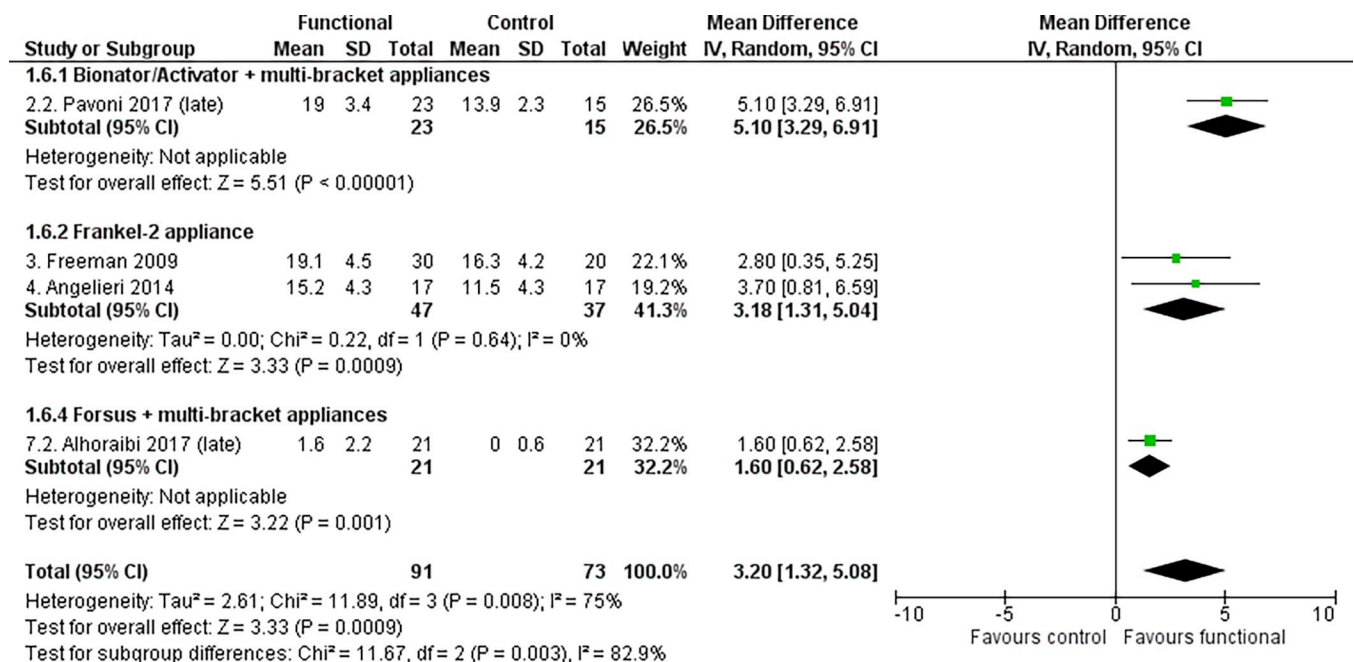 Functional Control Mean Difference Mean Difference
Study or Subgroup Mean SD Total Mean SD Total Weight IV, Random, 95% CI IV, Random, 95% CI
1.6.1 Bionator/Activator + multi-bracket appliances
2.2. Pavoni 2017 (late) 19 3.4 23 13.9 2.3 15 26.5% 5.10 [3.29, 6.91]
Subtotal (95% CI) 23 15 26.5% 5.10 [3.29, 6.91]
Heterogeneity: Not applicable
Test for overall effect: Z = 5.51 (P < 0.00001)
1.6.2 Frankel-2 appliance
3. Freeman 2009 19.1 4.5 30 16.3 4.2 20 22.1% 2.80 [0.35, 5.25]
4. Angelieri 2014 15.2 4.3 17 11.5 4.3 17 19.2% 3.70 [0.81, 6.59]
Subtotal (95% CI) 47 37 41.3% 3.18 [1.31, 5.04]
Heterogeneity: Tau² = 0.00; Chi² = 0.22, df = 1 (P = 0.64); I² = 0%
Test for overall effect: Z = 3.33 (P = 0.0009)
1.6.4 Forsus + multi-bracket appliances
7.2. Alhoraibi 2017 (late) 1.6 2.2 21 0 0.6 21 32.2% 1.60 [0.62, 2.58]
Subtotal (95% CI) 21 21 32.2% 1.60 [0.62, 2.58]
Heterogeneity: Not applicable
Test for overall effect: Z = 3.22 (P = 0.001)
Total (95% CI) 91 73 100.0% 3.20 [1.32, 5.08]
Heterogeneity: Tau² = 2.61; Chi² = 11.89, df = 3 (P = 0.008); I² = 75%
Test for overall effect: Z = 3.33 (P = 0.0009)
Test for subgroup differences: Chi² = 11.67, df = 2 (P = 0.003), I² = 82.9%
-10 -5 0 5 10
Favours control Favours functional